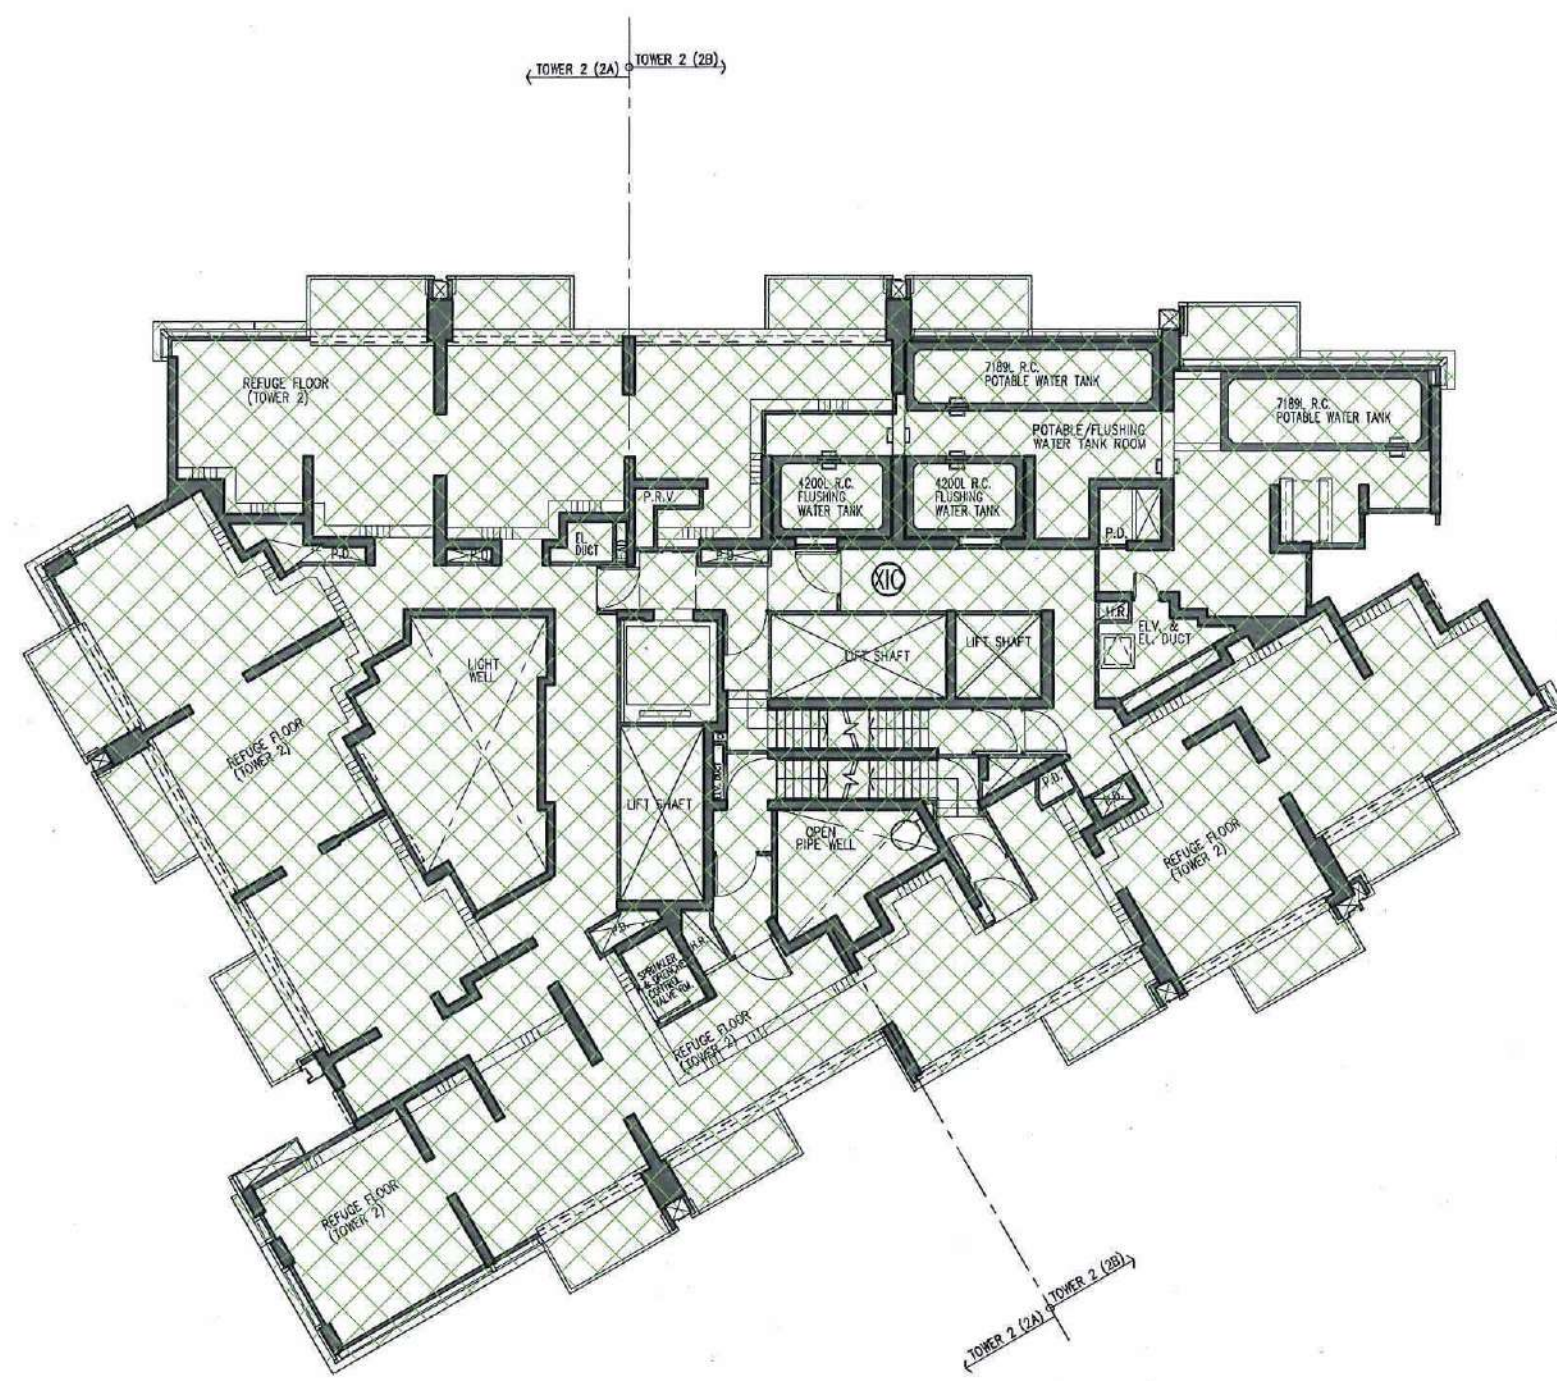 TOWER 2 (2A)
TOWER 2 (2B)
REFUGE FLOOR
(TOWER 2)
7189L R.C.
POTABLE WATER TANK
7189L R.C.
POTABLE WATER TANK
POTABLE/FLUSHING
WATER TANK ROOM
4200L R.C.
FLUSHING
WATER TANK
4200L R.C.
FLUSHING
WATER TANK
P.R.V.
P.D.
P.D.
EL.
DUCT
P.D.
P.D.
XIC
H.R.
ELV. &
EL. DUCT
LIGHT
WELL
LIFT SHAFT
LIFT SHAFT
REFUGE FLOOR
(TOWER 2)
LIFT SHAFT
P.D.
P.D.
OPEN
PIPE WELL
REFUGE FLOOR
(TOWER 2)
P.D.
H.R.
SPRINKLER
& DRENCHER
CONTROL
VALVE RM.
REFUGE FLOOR
(TOWER 2)
REFUGE FLOOR
(TOWER 2)
TOWER 2 (2B)
TOWER 2 (2A)